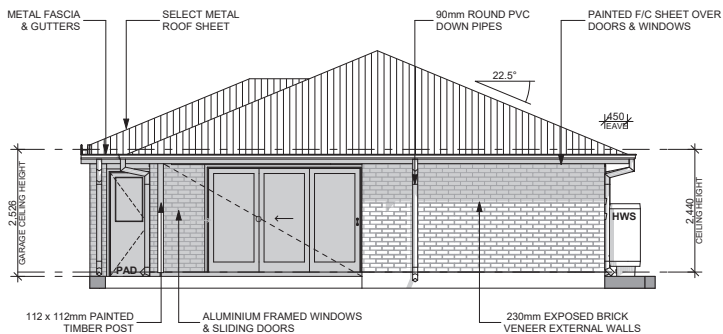 METAL FASCIA
& GUTTERS
SELECT METAL
ROOF SHEET
90mm ROUND PVC
DOWN PIPES
PAINTED F/C SHEET OVER
DOORS & WINDOWS
22.5°
450
EAVE
2,526
GARAGE CEILING HEIGHT
2,440
CEILING HEIGHT
HWS
PAD
112 x 112mm PAINTED
TIMBER POST
ALUMINIUM FRAMED WINDOWS
& SLIDING DOORS
230mm EXPOSED BRICK
VENEER EXTERNAL WALLS